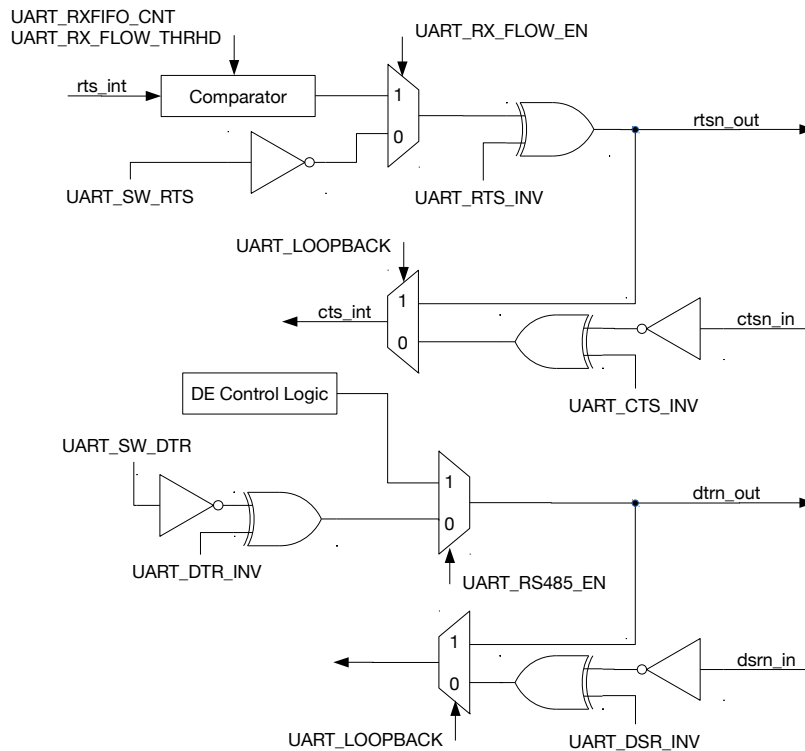 UART_RXFIFO_CNT
UART_RX_FLOW_THRHD
UART_RX_FLOW_EN
rts_int
Comparator
1
0
rtsn_out
UART_SW_RTS
UART_RTS_INV
UART_LOOPBACK
1
cts_int
0
ctsn_in
DE Control Logic
UART_CTS_INV
UART_SW_DTR
1
dtrn_out
0
UART_DTR_INV
UART_RS485_EN
1
0
dsrn_in
UART_LOOPBACK
UART_DSR_INV